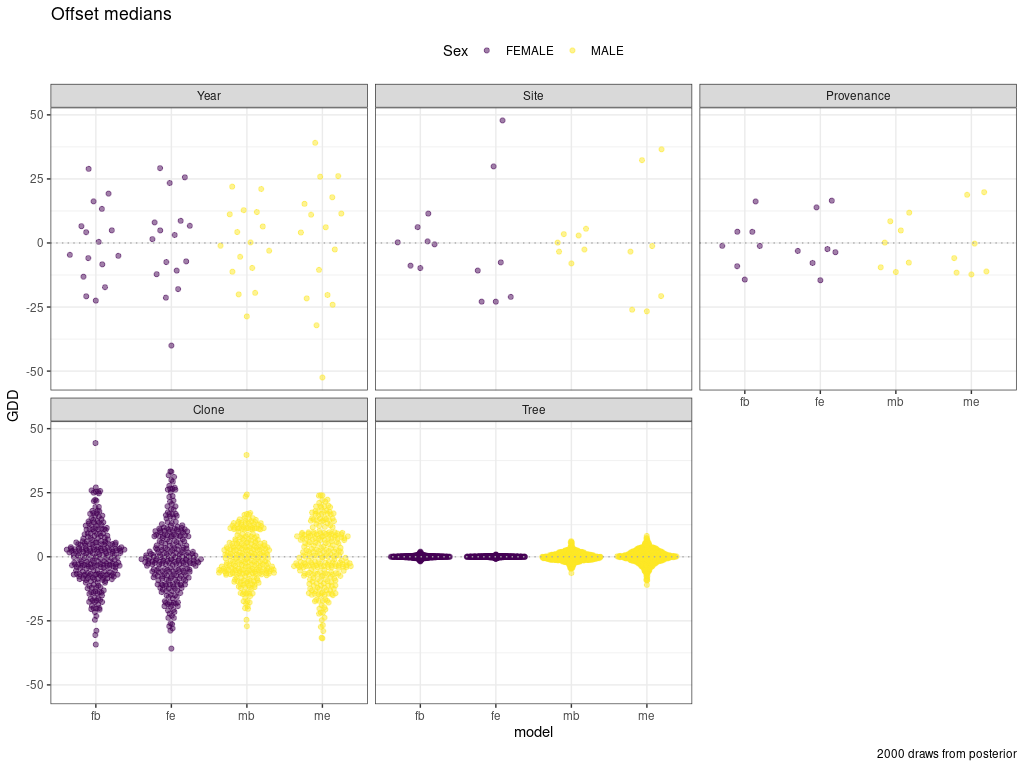 Offset medians
Sex FEMALE MALE
Year Site Provenance
50
25
0
-25
-50
fb fe mb me
GDD
Clone Tree
50
25
0
-25
-50
fb fe mb me fb fe mb me
model
2000 draws from posterior